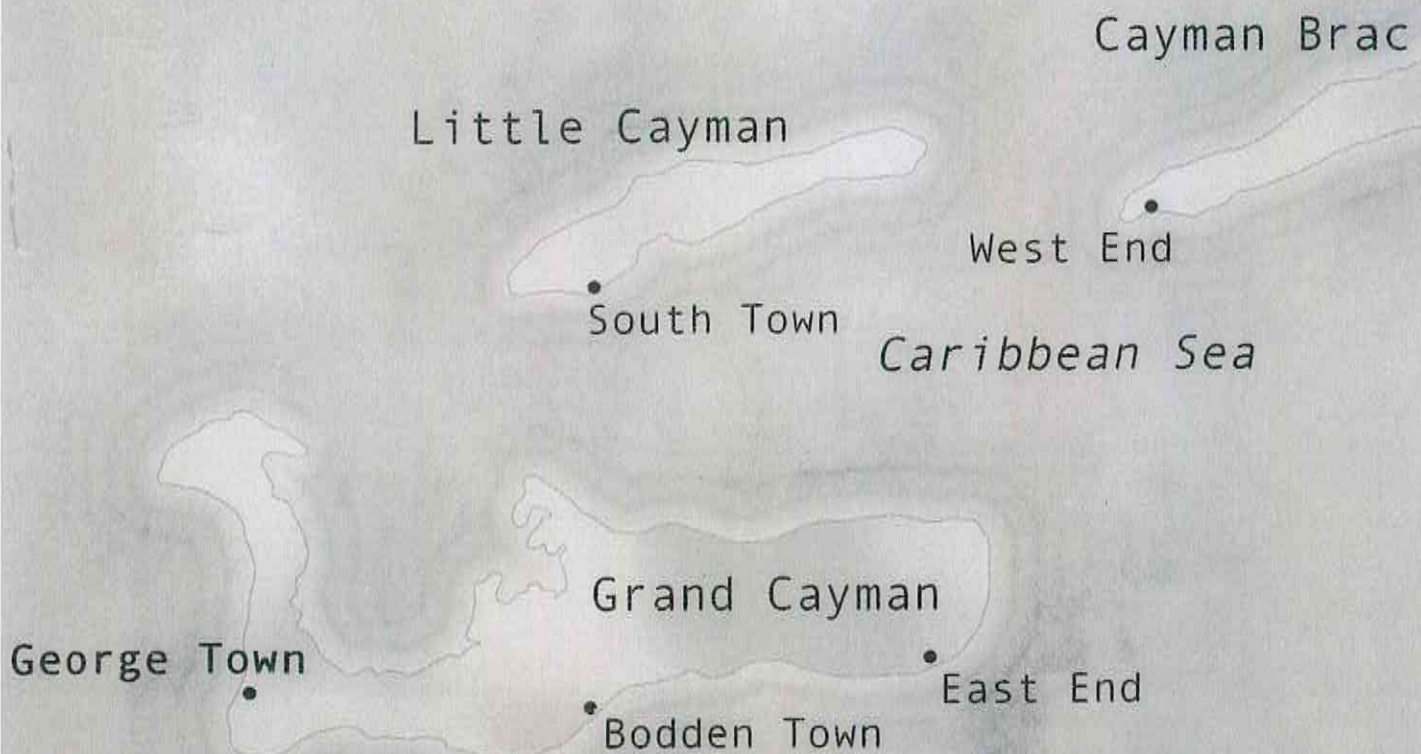 Cayman Brac
Little Cayman
West End
South Town
Caribbean Sea
Grand Cayman
George Town
East End
Bodden Town